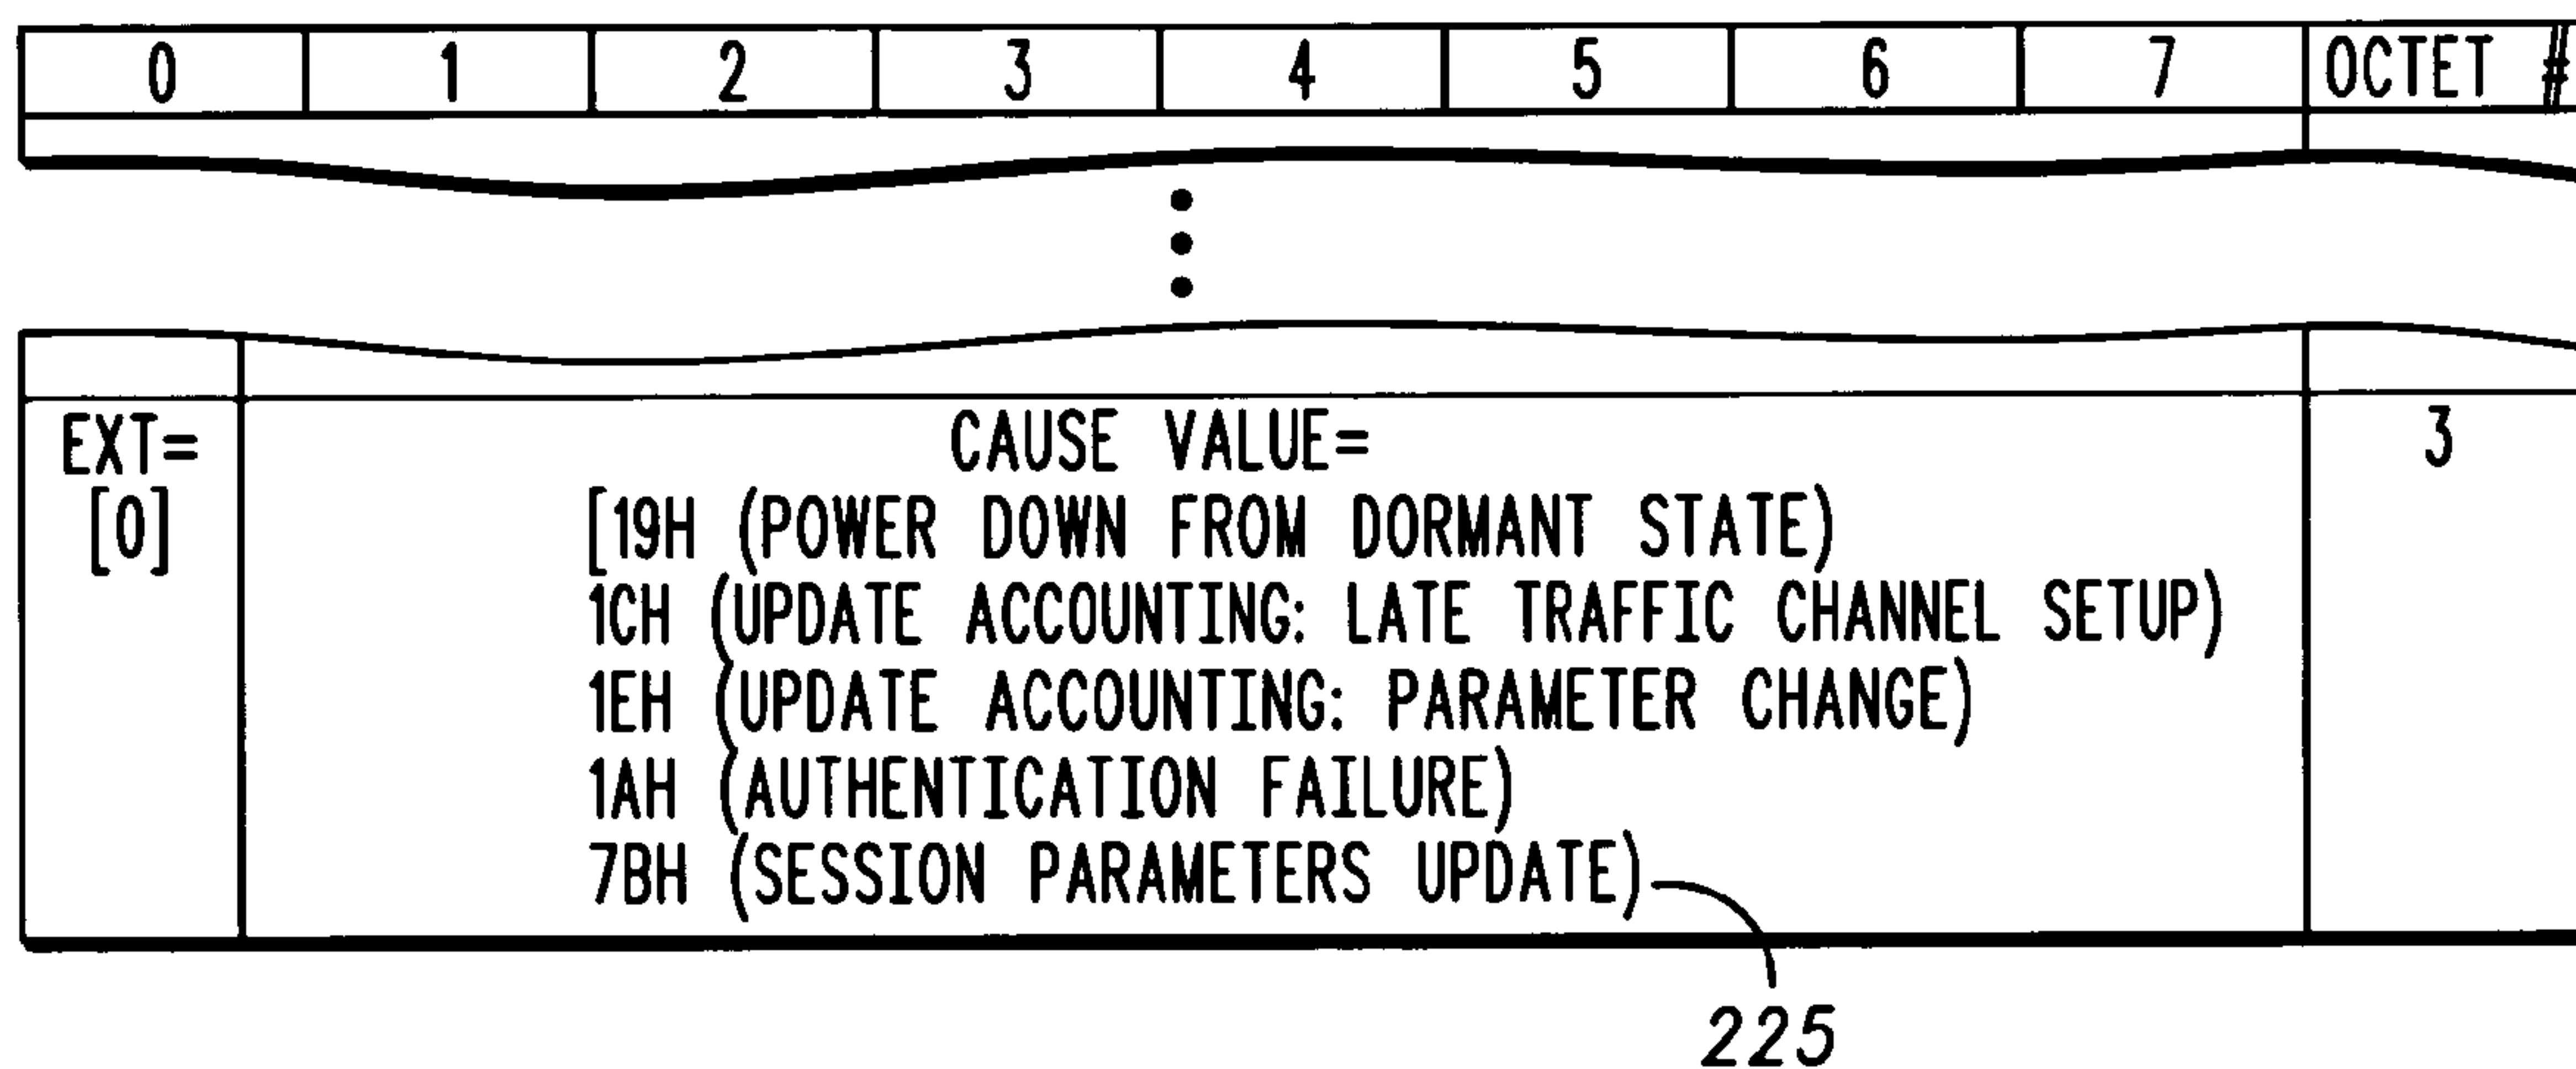 0 1 2 3 4 5 6 7 OCTET #
EXT= CAUSE VALUE= 3
[0] [19H (POWER DOWN FROM DORMANT STATE)
1CH (UPDATE ACCOUNTING: LATE TRAFFIC CHANNEL SETUP)
1EH (UPDATE ACCOUNTING: PARAMETER CHANGE)
1AH (AUTHENTICATION FAILURE)
7BH (SESSION PARAMETERS UPDATE)
225